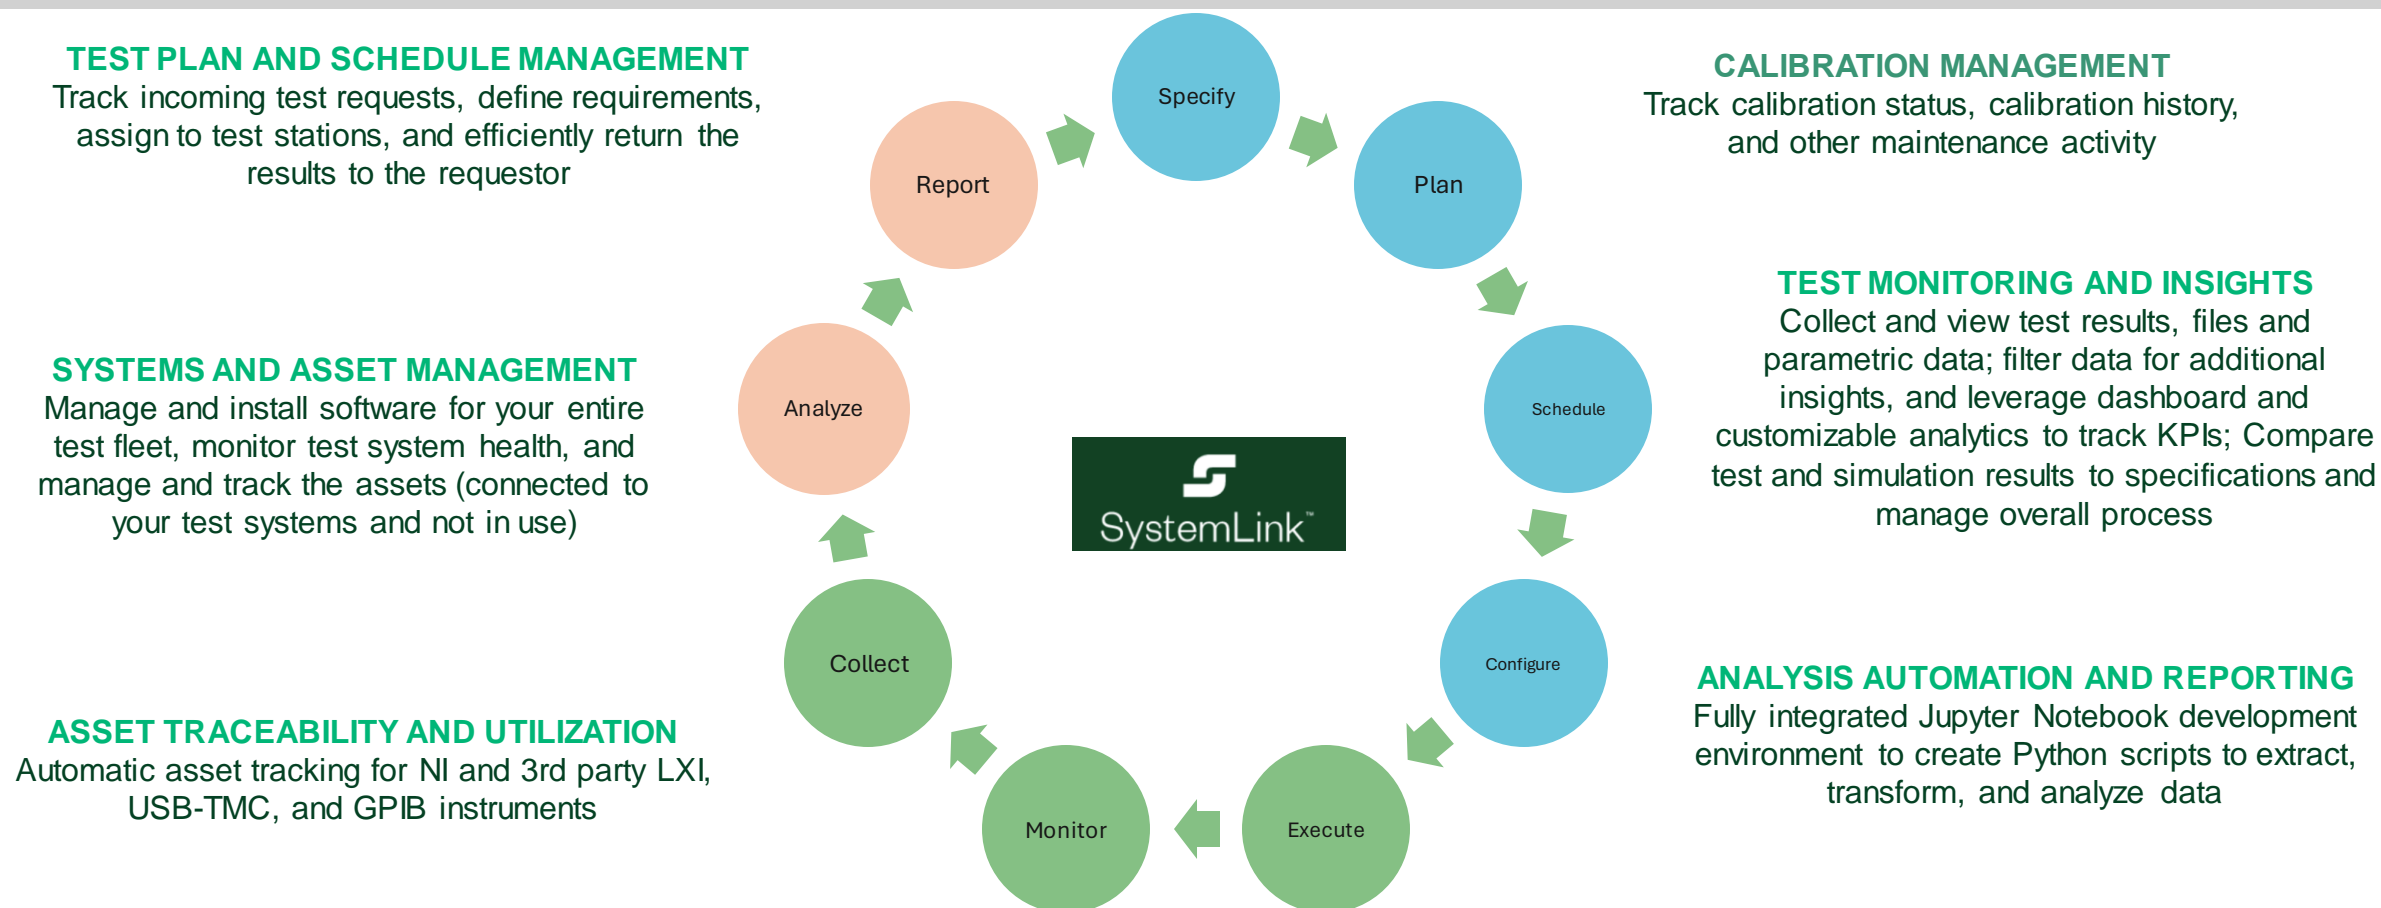 TEST PLAN AND SCHEDULE MANAGEMENT
Track incoming test requests, define requirements,
assign to test stations, and efficiently return the
results to the requestor
SYSTEMS AND ASSET MANAGEMENT
Manage and install software for your entire
test fleet, monitor test system health, and
manage and track the assets (connected to
your test systems and not in use)
ASSET TRACEABILITY AND UTILIZATION
Automatic asset tracking for NI and 3rd party LXI,
USB-TMC, and GPIB instruments
Specify
Plan
Schedule
Configure
Execute
Monitor
Collect
Analyze
Report
SystemLink™
CALIBRATION MANAGEMENT
Track calibration status, calibration history,
and other maintenance activity
TEST MONITORING AND INSIGHTS
Collect and view test results, files and
parametric data; filter data for additional
insights, and leverage dashboard and
customizable analytics to track KPIs; Compare
test and simulation results to specifications and
manage overall process
ANALYSIS AUTOMATION AND REPORTING
Fully integrated Jupyter Notebook development
environment to create Python scripts to extract,
transform, and analyze data